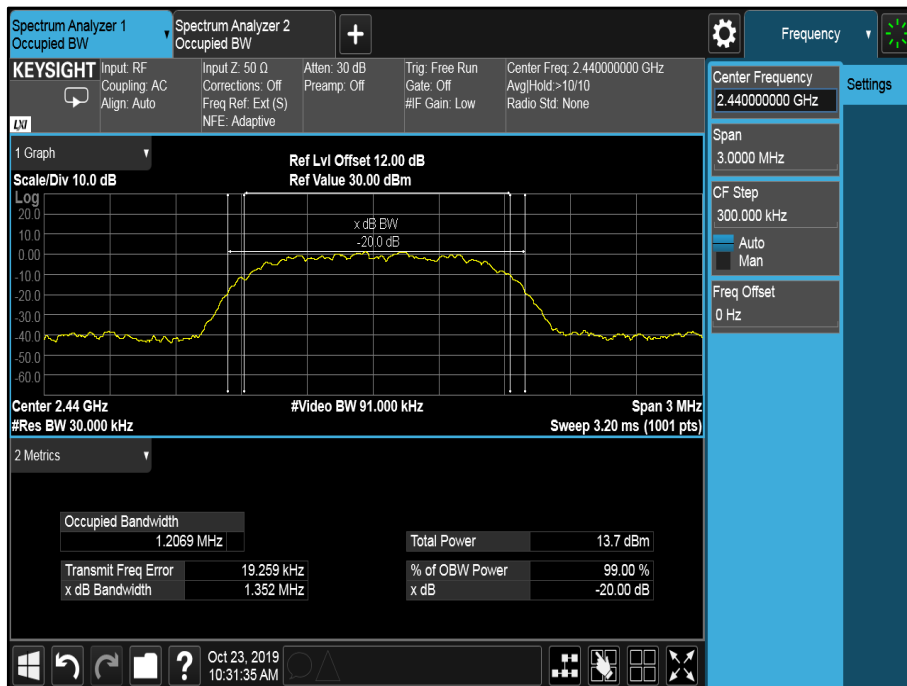 Spectrum Analyzer 1
Occupied BW
Spectrum Analyzer 2
Occupied BW
Frequency
KEYSIGHT
LXI
Input: RF
Coupling: AC
Align: Auto
Input Z: 50 Ω
Corrections: Off
Freq Ref: Ext (S)
NFE: Adaptive
Atten: 30 dB
Preamp: Off
Trig: Free Run
Gate: Off
#IF Gain: Low
Center Freq: 2.440000000 GHz
Avg|Hold:>10/10
Radio Std: None
Center Frequency
2.440000000 GHz
Settings
Span
3.0000 MHz
CF Step
300.000 kHz
Auto
Man
Freq Offset
0 Hz
1 Graph
Scale/Div 10.0 dB
Ref Lvl Offset 12.00 dB
Ref Value 30.00 dBm
Log
20.0
10.0
0.00
-10.0
-20.0
-30.0
-40.0
-50.0
-60.0
x dB BW
-20.0 dB
Center 2.44 GHz
#Video BW 91.000 kHz
Span 3 MHz
#Res BW 30.000 kHz
Sweep 3.20 ms (1001 pts)
2 Metrics
Occupied Bandwidth
1.2069 MHz
Total Power 13.7 dBm
Transmit Freq Error 19.259 kHz
% of OBW Power 99.00 %
x dB Bandwidth 1.352 MHz
x dB -20.00 dB
?
Oct 23, 2019
10:31:35 AM